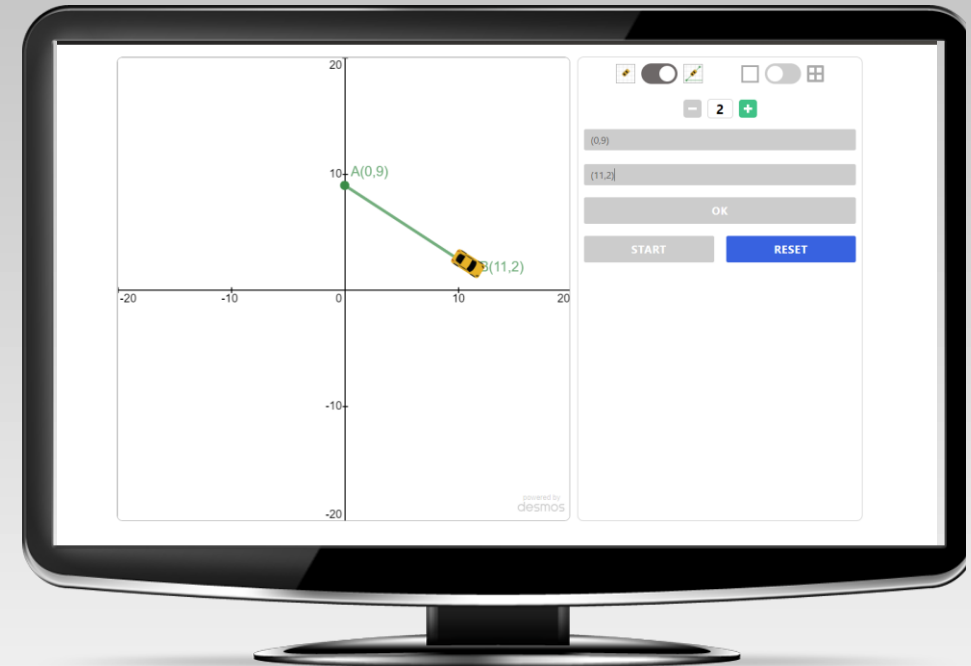 20
10
A(0,9)
B(11,2)
-20
-10
0
10
20
-10
-20
powered by
desmos
2
(0,9)
(11,2)
OK
START
RESET